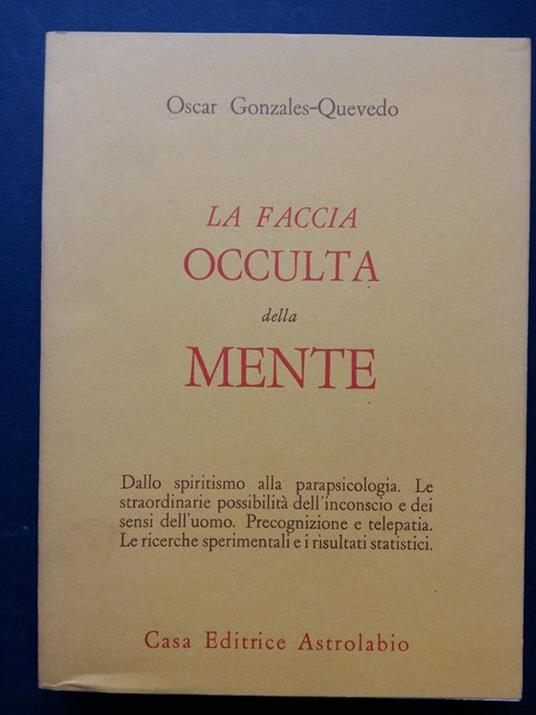 Oscar Gonzales-Quevedo
LA FACCIA
OCCULTA
della
MENTE
Dallo spiritismo alla parapsicologia. Le
straordinarie possibilità dell'inconscio e dei
sensi dell'uomo. Precognizione e telepatia.
Le ricerche sperimentali e i risultati statistici.
Casa Editrice Astrolabio